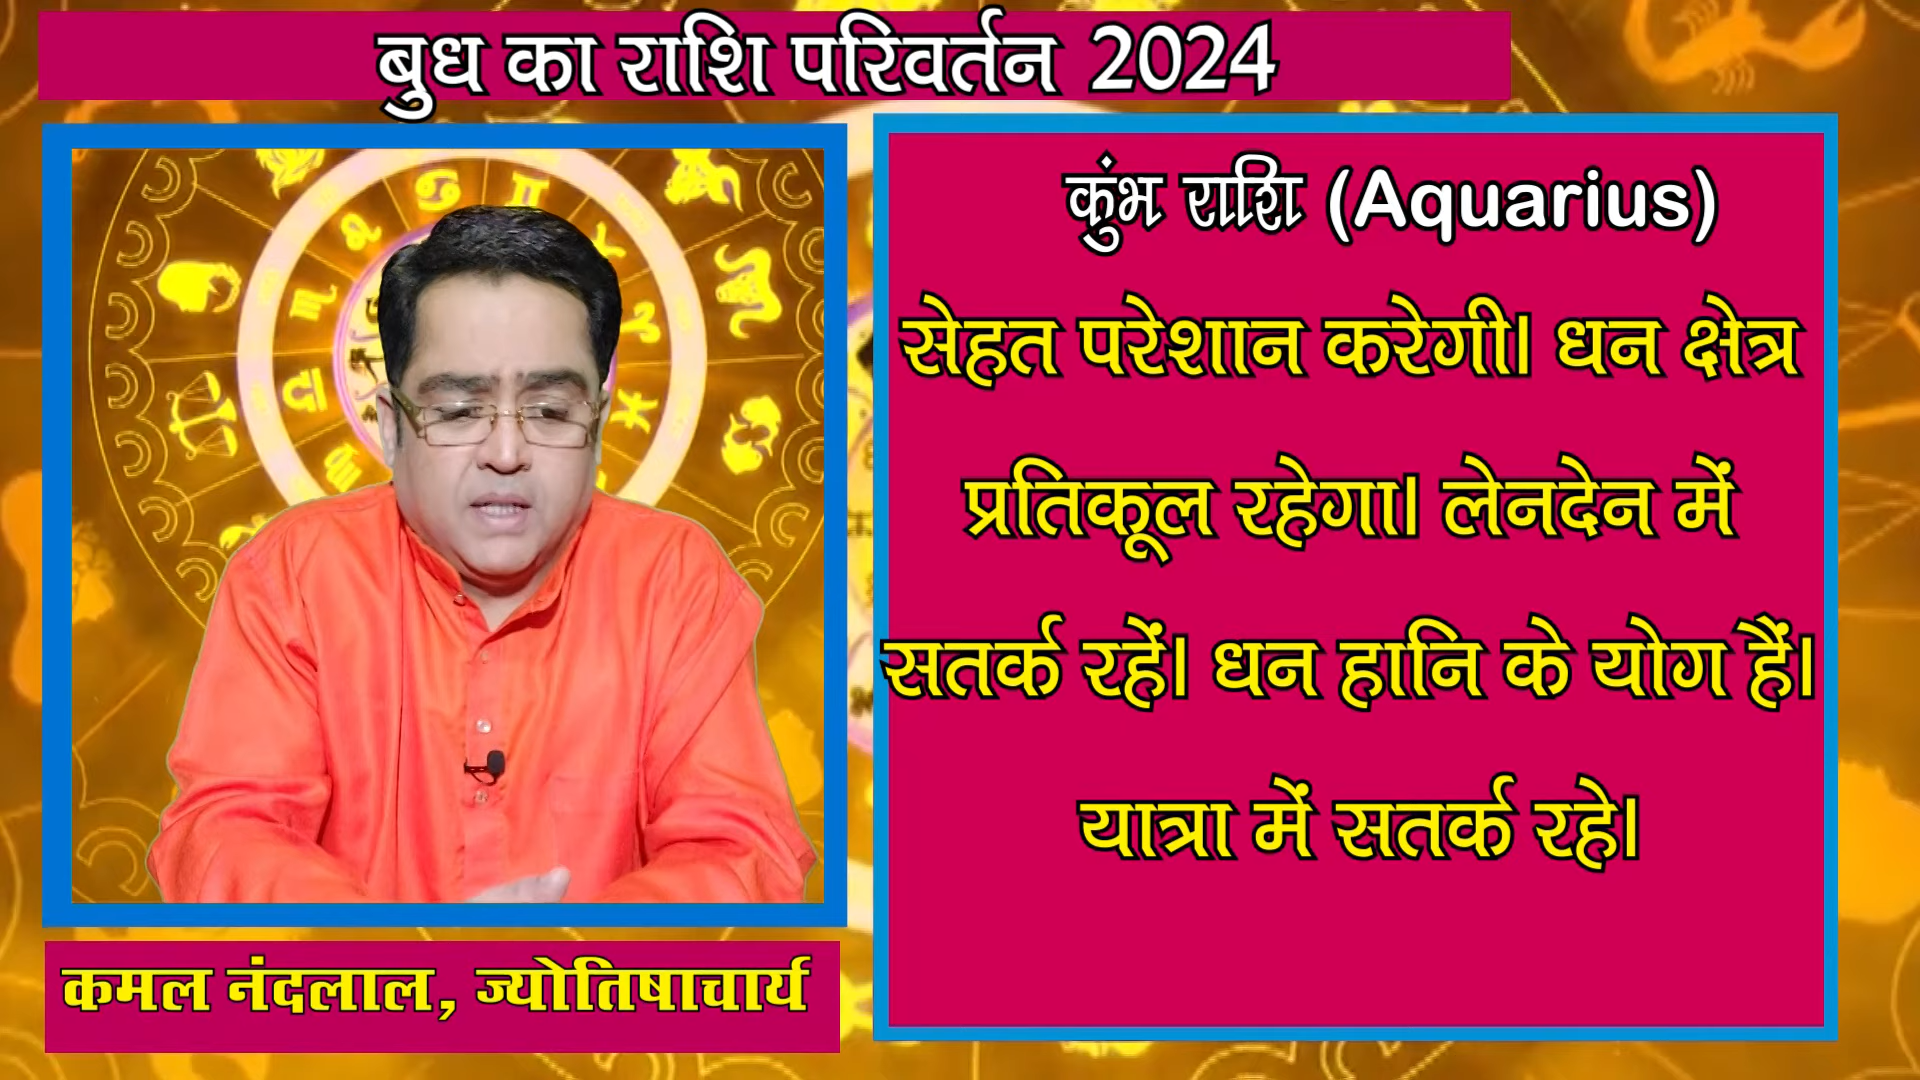 बुध का राशि परिवर्तन 2024
कुंभ राशि (Aquarius)
सेहत परेशान करेगी। धन क्षेत्र
प्रतिकूल रहेगा। लेनदेन में
सतर्क रहें। धन हानि के योग हैं।
यात्रा में सतर्क रहे।
कमल नंदलाल, ज्योतिषाचार्य